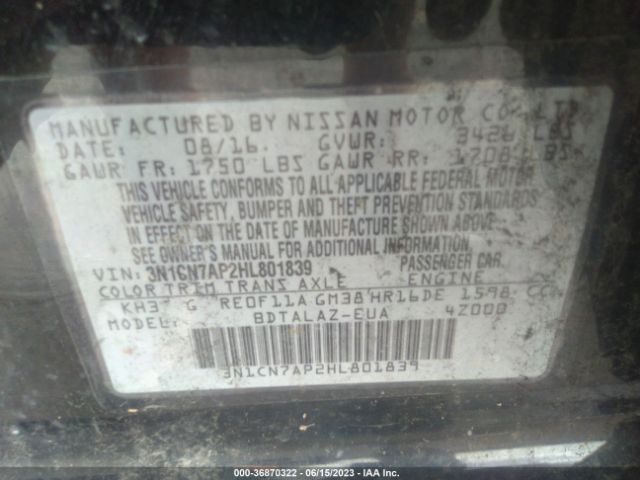 MANUFACTURED BY NISSAN MOTOR CO. LTD
DATE: 08/16 GVWR: 3426 LBS
GAWR FR: 1750 LBS GAWR RR: 1708 LBS
THIS VEHICLE CONFORMS TO ALL APPLICABLE FEDERAL MOTOR
VEHICLE SAFETY, BUMPER AND THEFT PREVENTION STANDARDS
IN EFFECT ON THE DATE OF MANUFACTURE SHOWN ABOVE.
SEE OWNER'S MANUAL FOR ADDITIONAL INFORMATION.
VIN: 3N1CN7AP2HL801839 PASSENGER CAR
COLOR TRIM TRANS AXLE ENGINE
KH3 G RE0F11A GM38 HR16DE 1598 CC
MODEL: BDTALAZ-EUA 4Z000
3N1CN7AP2HL801839
000-36870322 - 06/15/2023 - IAA Inc.